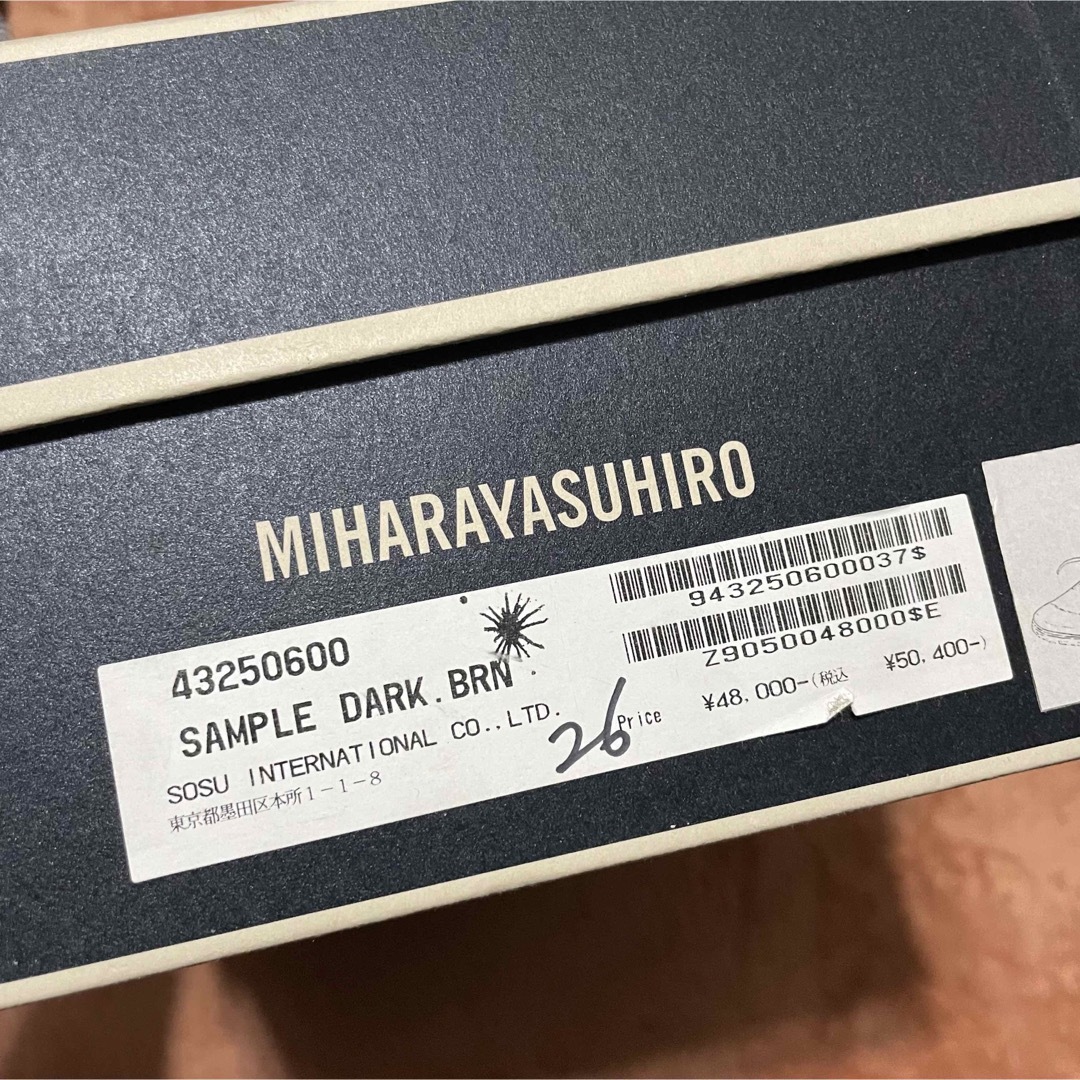 MIHARAYASUHIRO
43250600
SAMPLE DARK.BRN
SOSU INTERNATIONAL CO.,LTD.
東京都墨田区本所1-1-8
26
943250600037$
Z9050048000$E
Price ¥48,000-(税込 ¥50,400-)